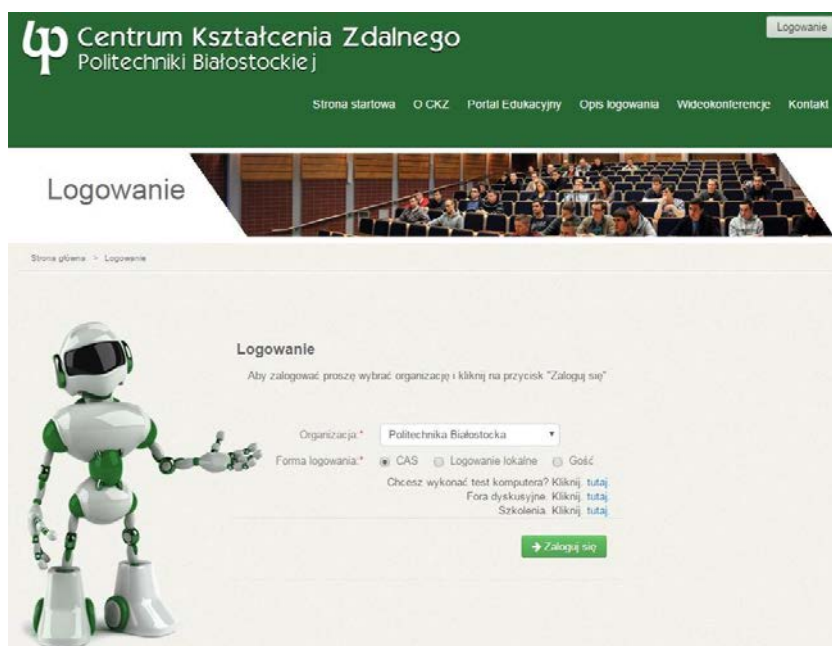 Centrum Kształcenia Zdalnego
Politechniki Białostockiej
Logowanie
Strona startowa O CKZ Portal Edukacyjny Opis logowania Wideokonferencje Kontakt
Logowanie
Strona główna > Logowanie
Logowanie
Aby zalogować proszę wybrać organizację i kliknij na przycisk "Zaloguj się"
Organizacja:* Politechnika Białostocka
Forma logowania:* CAS Logowanie lokalne Gość
Chcesz wykonać test komputera? Kliknij. tutaj
Fora dyskusyjne. Kliknij. tutaj
Szkolenia. Kliknij. tutaj
Zaloguj się